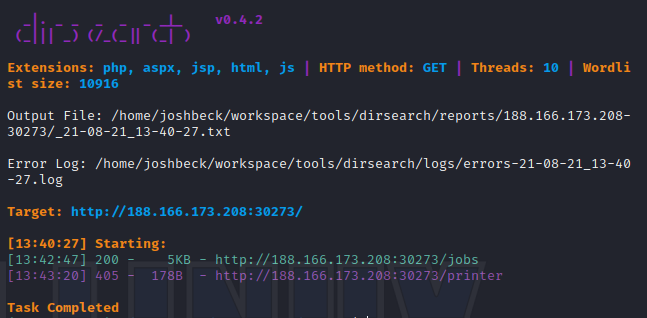 _|. _ _  _  _  _ _|_    v0.4.2
(_||| _) (/_(_|| (_| )
Extensions: php, aspx, jsp, html, js | HTTP method: GET | Threads: 10 | Wordli
st size: 10916
Output File: /home/joshbeck/workspace/tools/dirsearch/reports/188.166.173.208-
30273/_21-08-21_13-40-27.txt
Error Log: /home/joshbeck/workspace/tools/dirsearch/logs/errors-21-08-21_13-40
-27.log
Target: http://188.166.173.208:30273/
[13:40:27] Starting:
[13:42:47] 200 -   5KB - http://188.166.173.208:30273/jobs
[13:43:20] 405 -  178B  - http://188.166.173.208:30273/printer
Task Completed